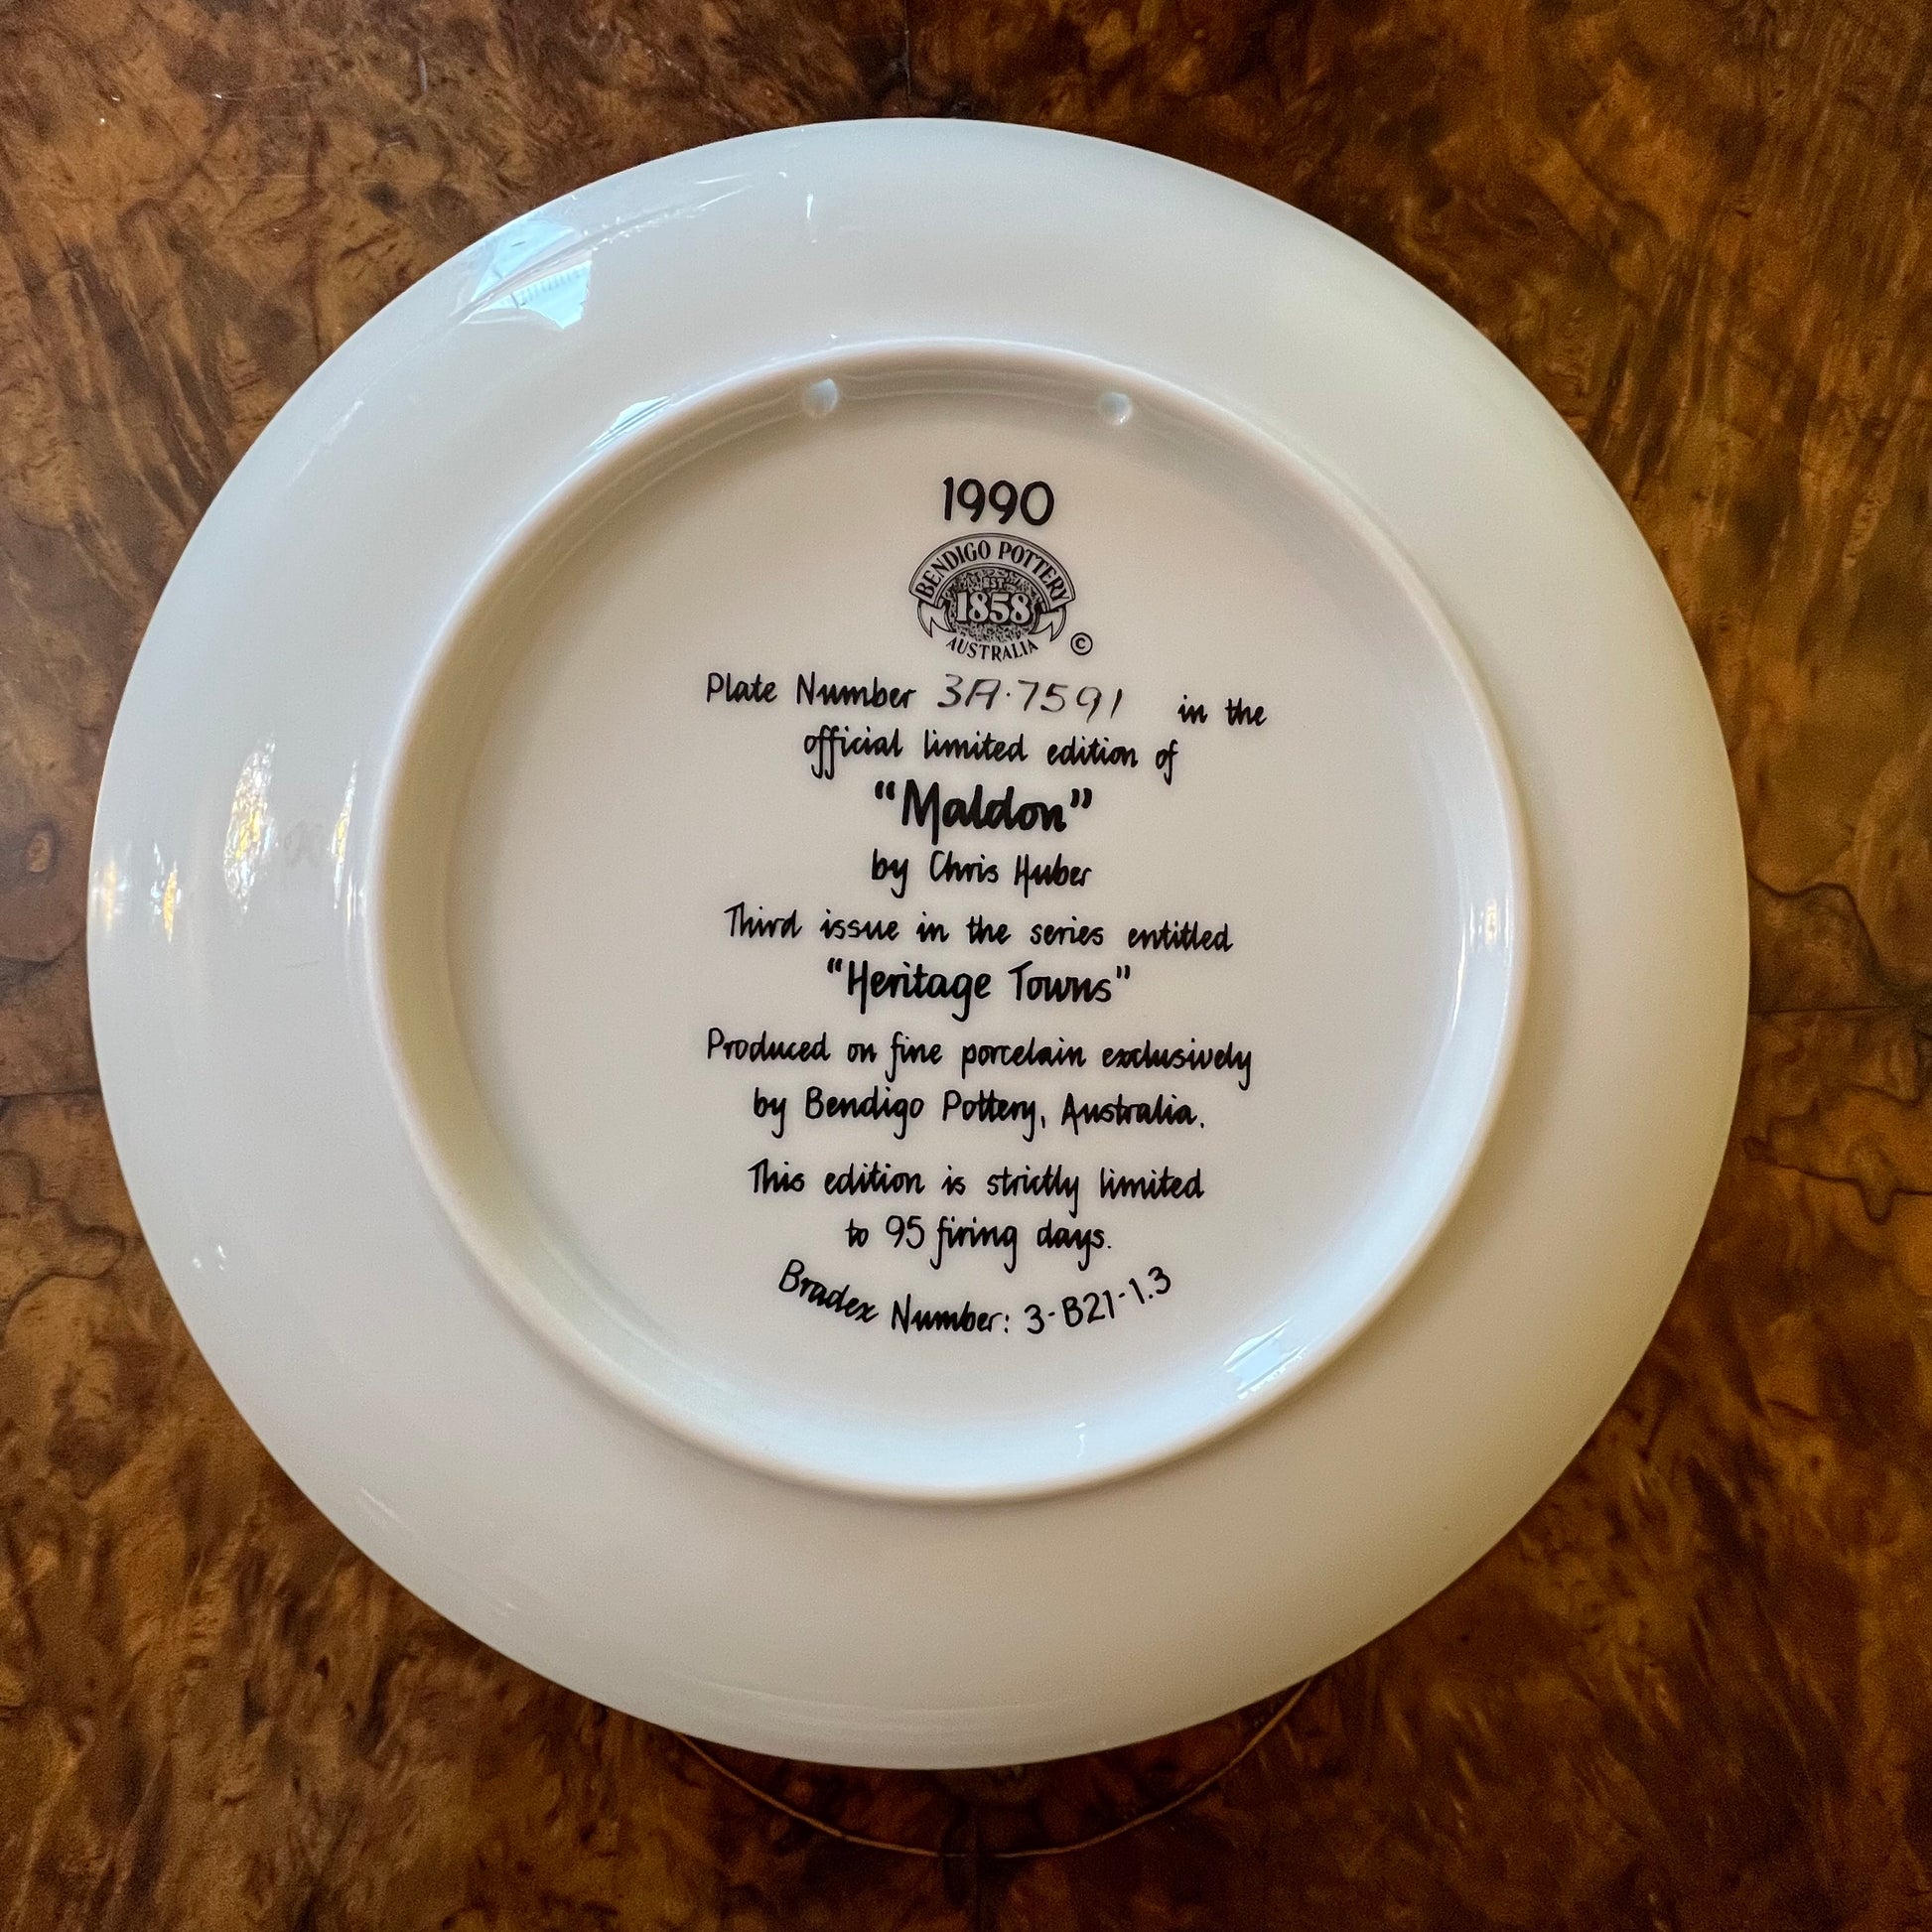 1990
BENDIGO POTTERY
EST
1858
AUSTRALIA ©
Plate Number 3A·7591 in the
official limited edition of
"Maldon"
by Chris Huber
Third issue in the series entitled
"Heritage Towns"
Produced on fine porcelain exclusively
by Bendigo Pottery, Australia.
This edition is strictly limited
to 95 firing days.
Bradex Number: 3-B21-1.3